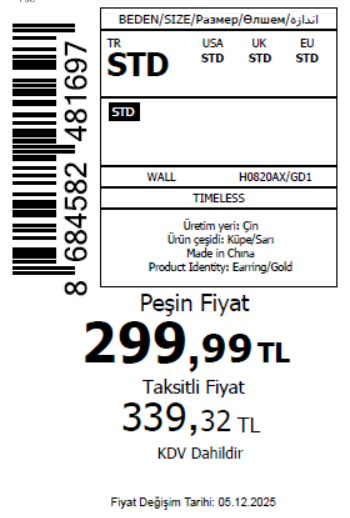 BEDEN/SIZE/Размер/Өлшем/اندازه
TR USA UK EU
STD STD STD STD
STD
WALL H0820AX/GD1
TIMELESS
Üretim yeri: Çin
Ürün çeşidi: Küpe/Sarı
Made in China
Product Identity: Earring/Gold
8 684582 481697
Peşin Fiyat
299,99 TL
Taksitli Fiyat
339,32 TL
KDV Dahildir
Fiyat Değişim Tarihi: 05.12.2025